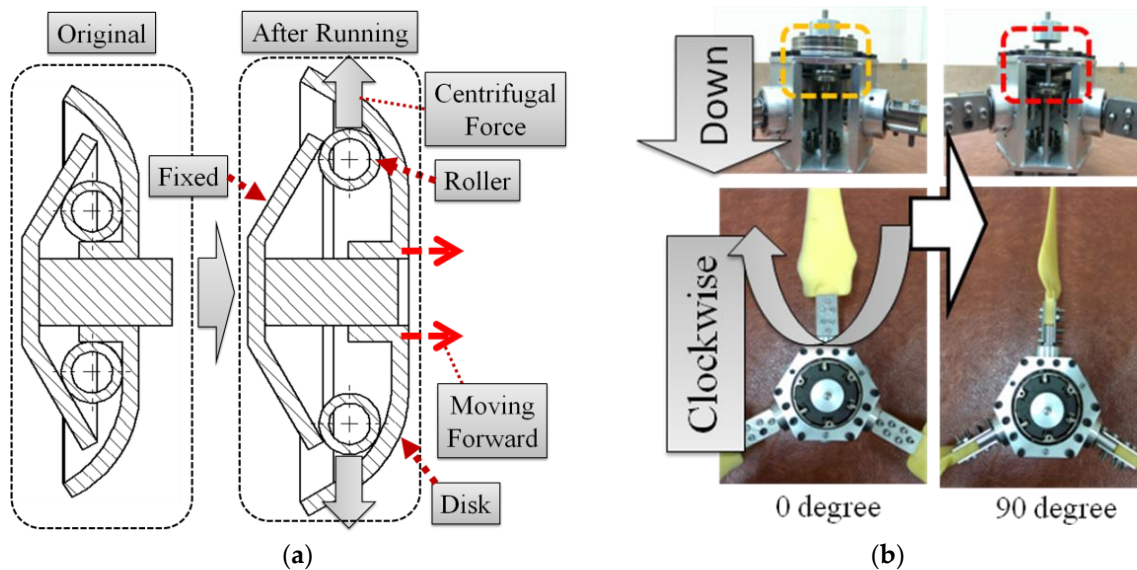 Original
After Running
Centrifugal
Force
Fixed
Roller
Moving
Forward
Disk
(a)
Down
Clockwise
0 degree
90 degree
(b)